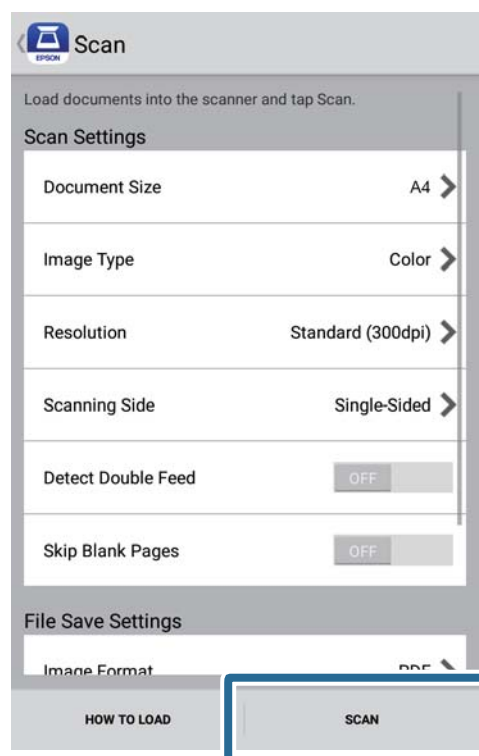 EPSON
Scan
Load documents into the scanner and tap Scan.
Scan Settings
Document Size A4
Image Type Color
Resolution Standard (300dpi)
Scanning Side Single-Sided
Detect Double Feed OFF
Skip Blank Pages OFF
File Save Settings
Image Format PDF
HOW TO LOAD SCAN